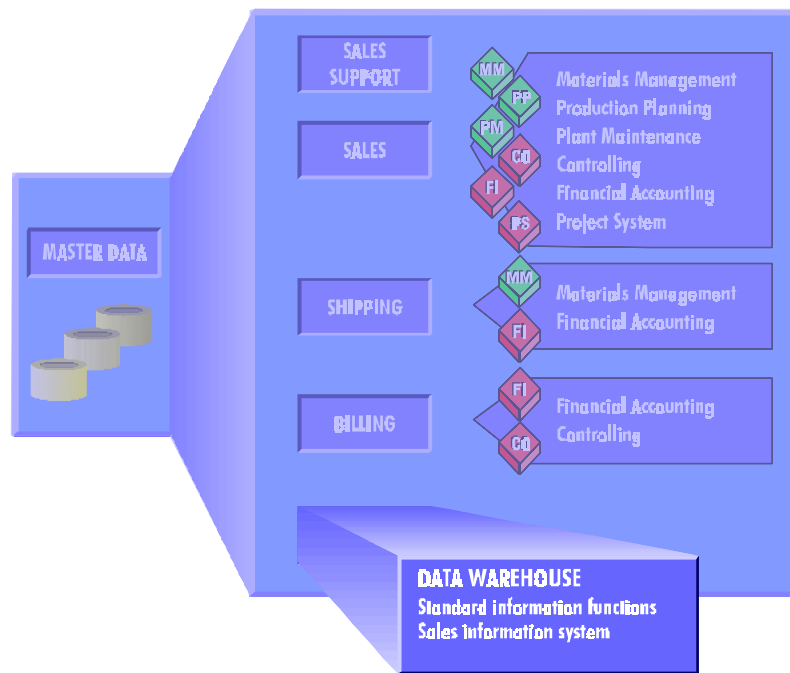 SALES
SUPPORT
MM
PP
PM
CO
FI
PS
Materials Management
Production Planning
Plant Maintenance
Controlling
Financial Accounting
Project System
SALES
MASTER DATA
SHIPPING
MM
FI
Materials Management
Financial Accounting
BILLING
FI
CO
Financial Accounting
Controlling
DATA WAREHOUSE
Standard information functions
Sales information system